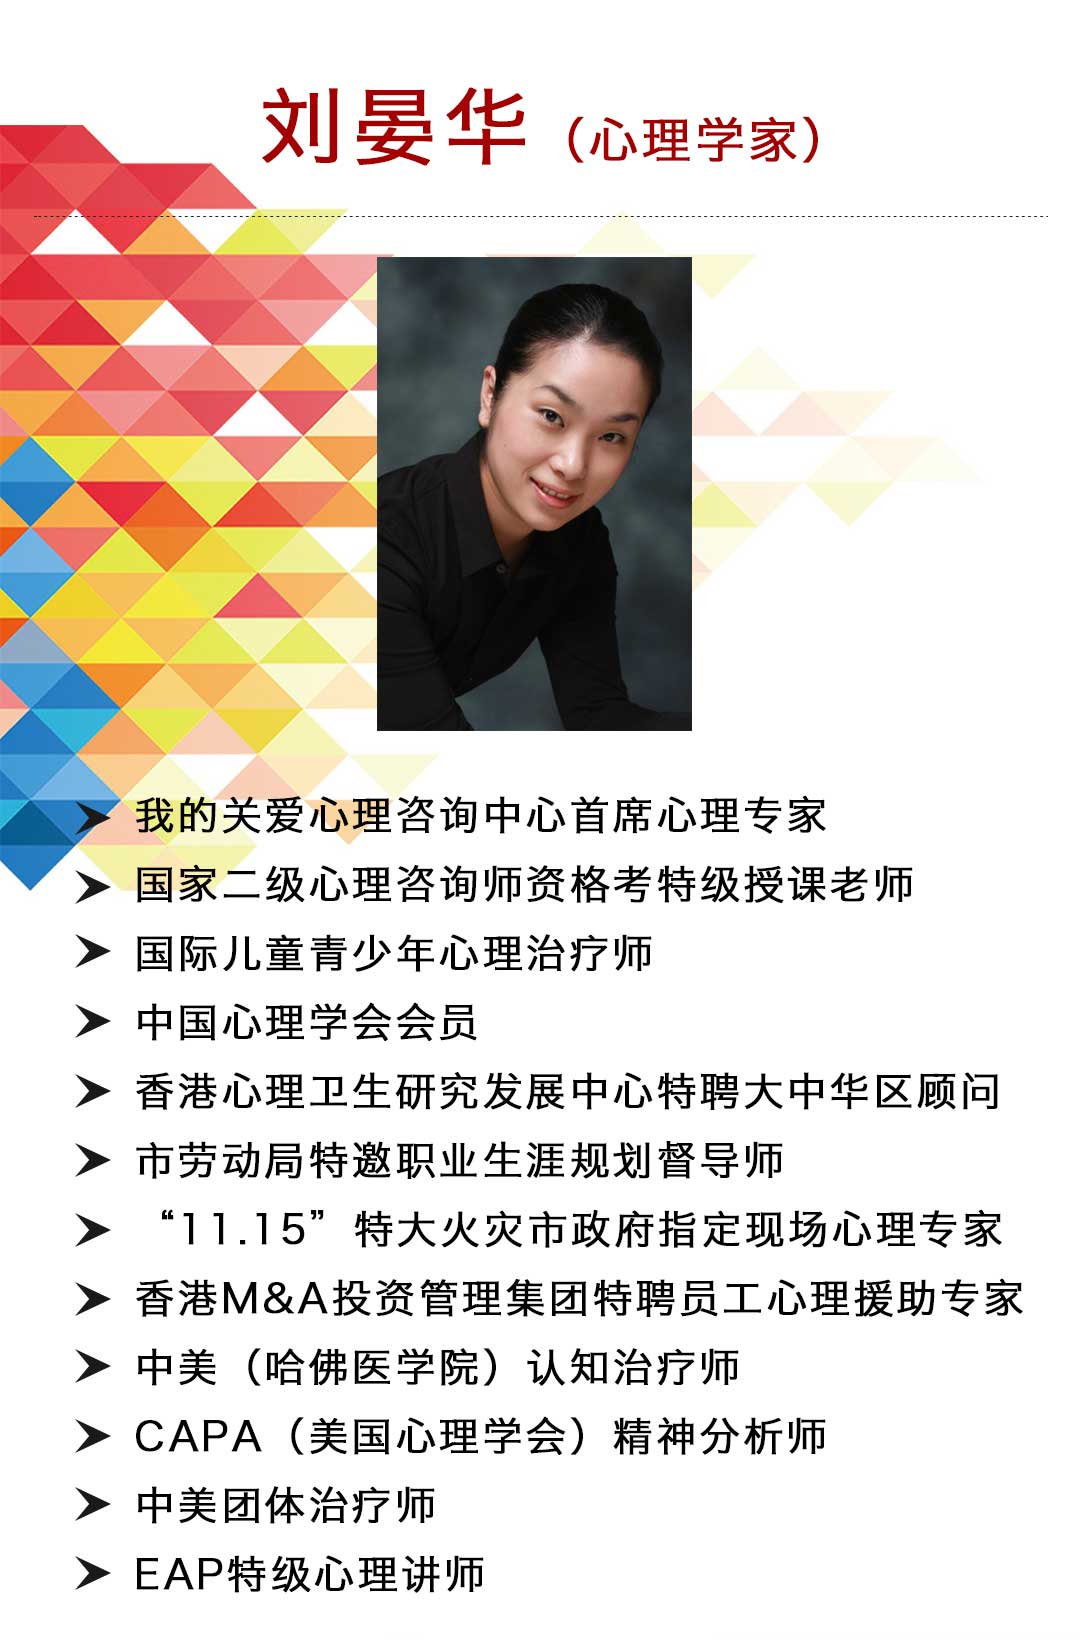 刘晏华（心理学家）
我的关爱心理咨询中心首席心理专家
国家二级心理咨询师资格考特级授课老师
国际儿童青少年心理治疗师
中国心理学会会员
香港心理卫生研究发展中心特聘大中华区顾问
市劳动局特邀职业生涯规划督导师
“11.15”特大火灾市政府指定现场心理专家
香港M&A投资管理集团特聘员工心理援助专家
中美（哈佛医学院）认知治疗师
CAPA（美国心理学会）精神分析师
中美团体治疗师
EAP特级心理讲师